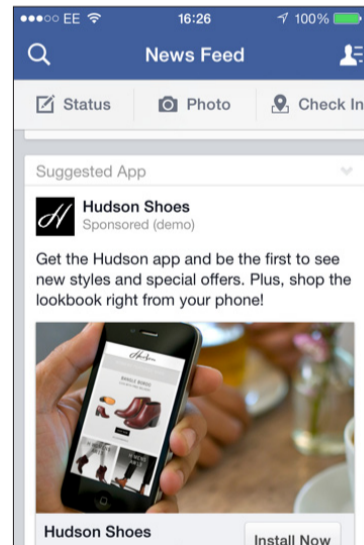 EE 16:26 100%
News Feed
Status Photo Check In
Suggested App
H Hudson Shoes
Sponsored (demo)
Get the Hudson app and be the first to see
new styles and special offers. Plus, shop the
lookbook right from your phone!
Hudson
Hudson Shoes Install Now